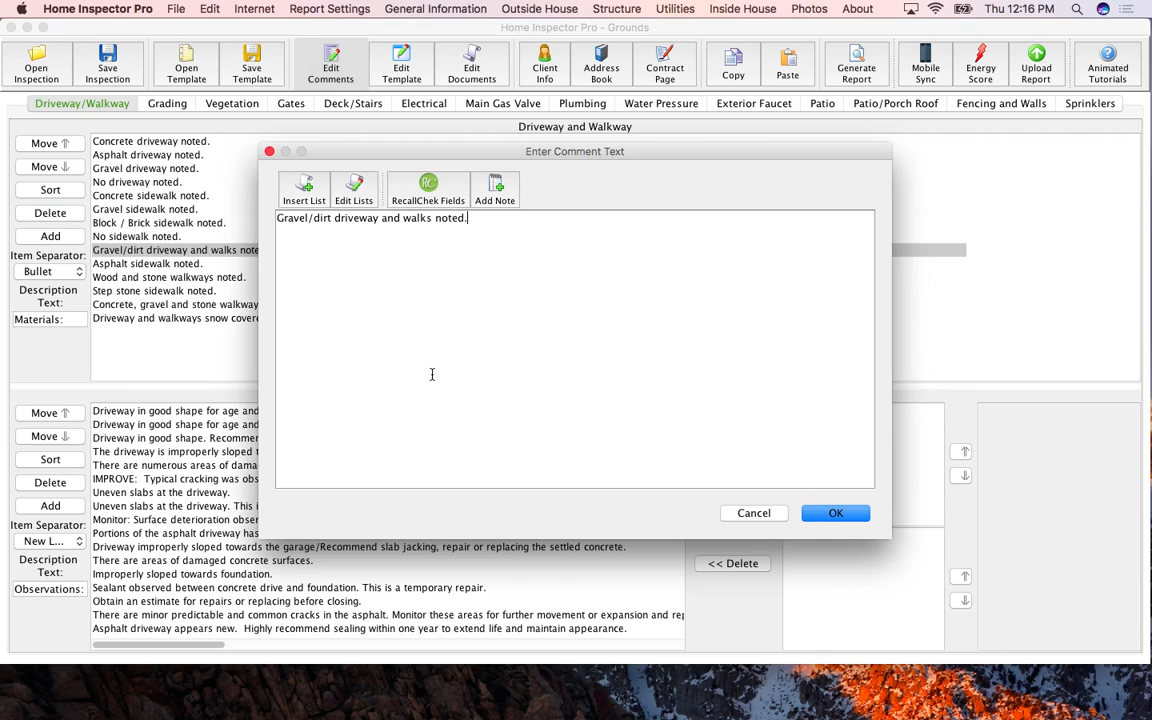 Home Inspector Pro File Edit Internet Report Settings General Information Outside House Structure Utilities Inside House Photos About Thu 12:16 PM
Home Inspector Pro - Grounds
Open Inspection
Save Inspection
Open Template
Save Template
Edit Comments
Edit Template
Edit Documents
Client Info
Address Book
Contract Page
Copy
Paste
Generate Report
Mobile Sync
Energy Score
Upload Report
Animated Tutorials
Driveway/Walkway Grading Vegetation Gates Deck/Stairs Electrical Main Gas Valve Plumbing Water Pressure Exterior Faucet Patio Patio/Porch Roof Fencing and Walls Sprinklers
Driveway and Walkway
Move
Move
Sort
Delete
Add
Item Separator:
Bullet
Description
Text:
Materials:
Concrete driveway noted.
Asphalt driveway noted.
Gravel driveway noted.
No driveway noted.
Concrete sidewalk noted.
Gravel sidewalk noted.
Block / Brick sidewalk noted.
No sidewalk noted.
Gravel/dirt driveway and walks note
Asphalt sidewalk noted.
Wood and stone walkways noted.
Step stone sidewalk noted.
Concrete, gravel and stone walkway
Driveway and walkways snow cover
Enter Comment Text
Insert List
Edit Lists
RC
RecallChek Fields
Add Note
Gravel/dirt driveway and walks noted.
Cancel
OK
Move
Move
Sort
Delete
Add
Item Separator:
New L...
Description
Text:
Observations:
Driveway in good shape for age and
Driveway in good shape for age and
Driveway in good shape. Recomme
The driveway is improperly sloped t
There are numerous areas of dama
IMPROVE: Typical cracking was obs
Uneven slabs at the driveway.
Uneven slabs at the driveway. This i
Monitor: Surface deterioration obser
Portions of the asphalt driveway has
Driveway improperly sloped towards the garage/Recommend slab jacking, repair or replacing the settled concrete.
There are areas of damaged concrete surfaces.
Improperly sloped towards foundation.
Sealant observed between concrete drive and foundation. This is a temporary repair.
Obtain an estimate for repairs or replacing before closing.
There are minor predictable and common cracks in the asphalt. Monitor these areas for further movement or expansion and rep
Asphalt driveway appears new. Highly recommend sealing within one year to extend life and maintain appearance.
<< Delete